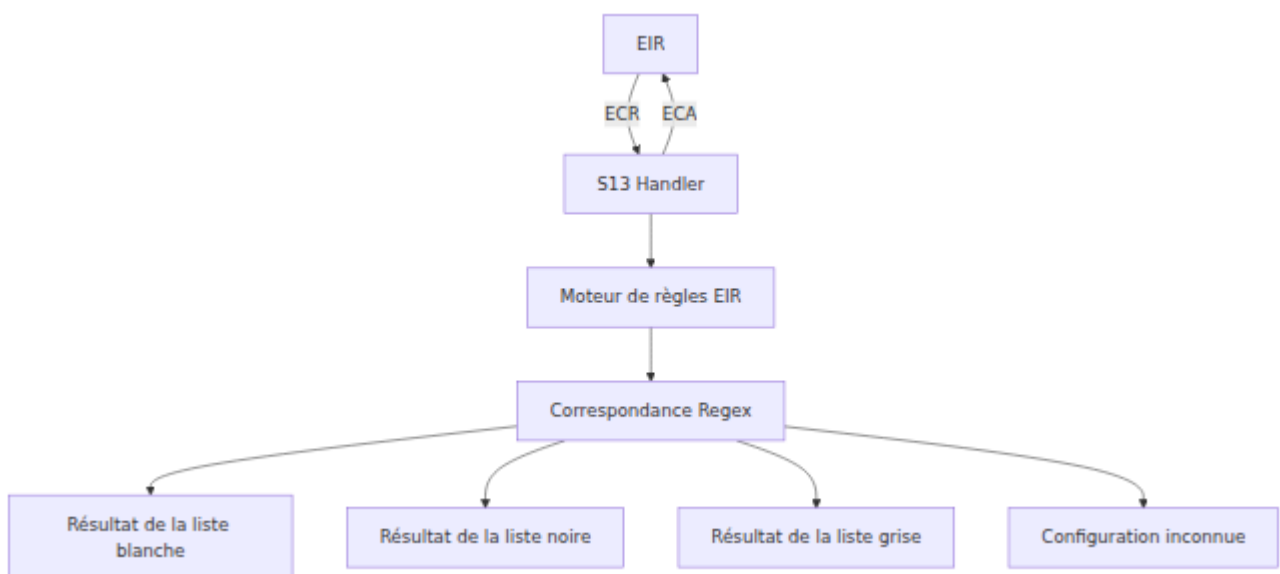 EIR
ECR
ECA
S13 Handler
Moteur de règles EIR
Correspondance Regex
Résultat de la liste
blanche
Résultat de la liste noire
Résultat de la liste grise
Configuration inconnue